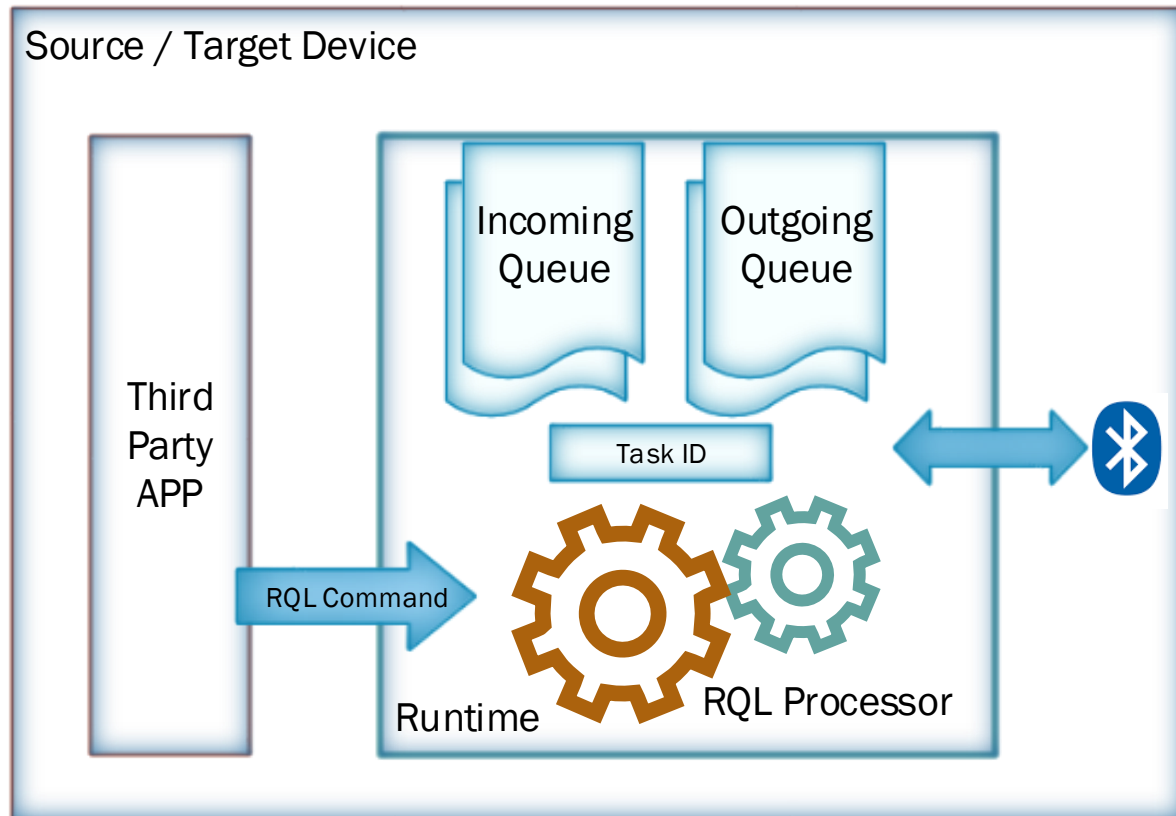 Source / Target Device
Incoming
Queue
Outgoing
Queue
Third
Party
APP
Task ID
RQL Command
Runtime
RQL Processor